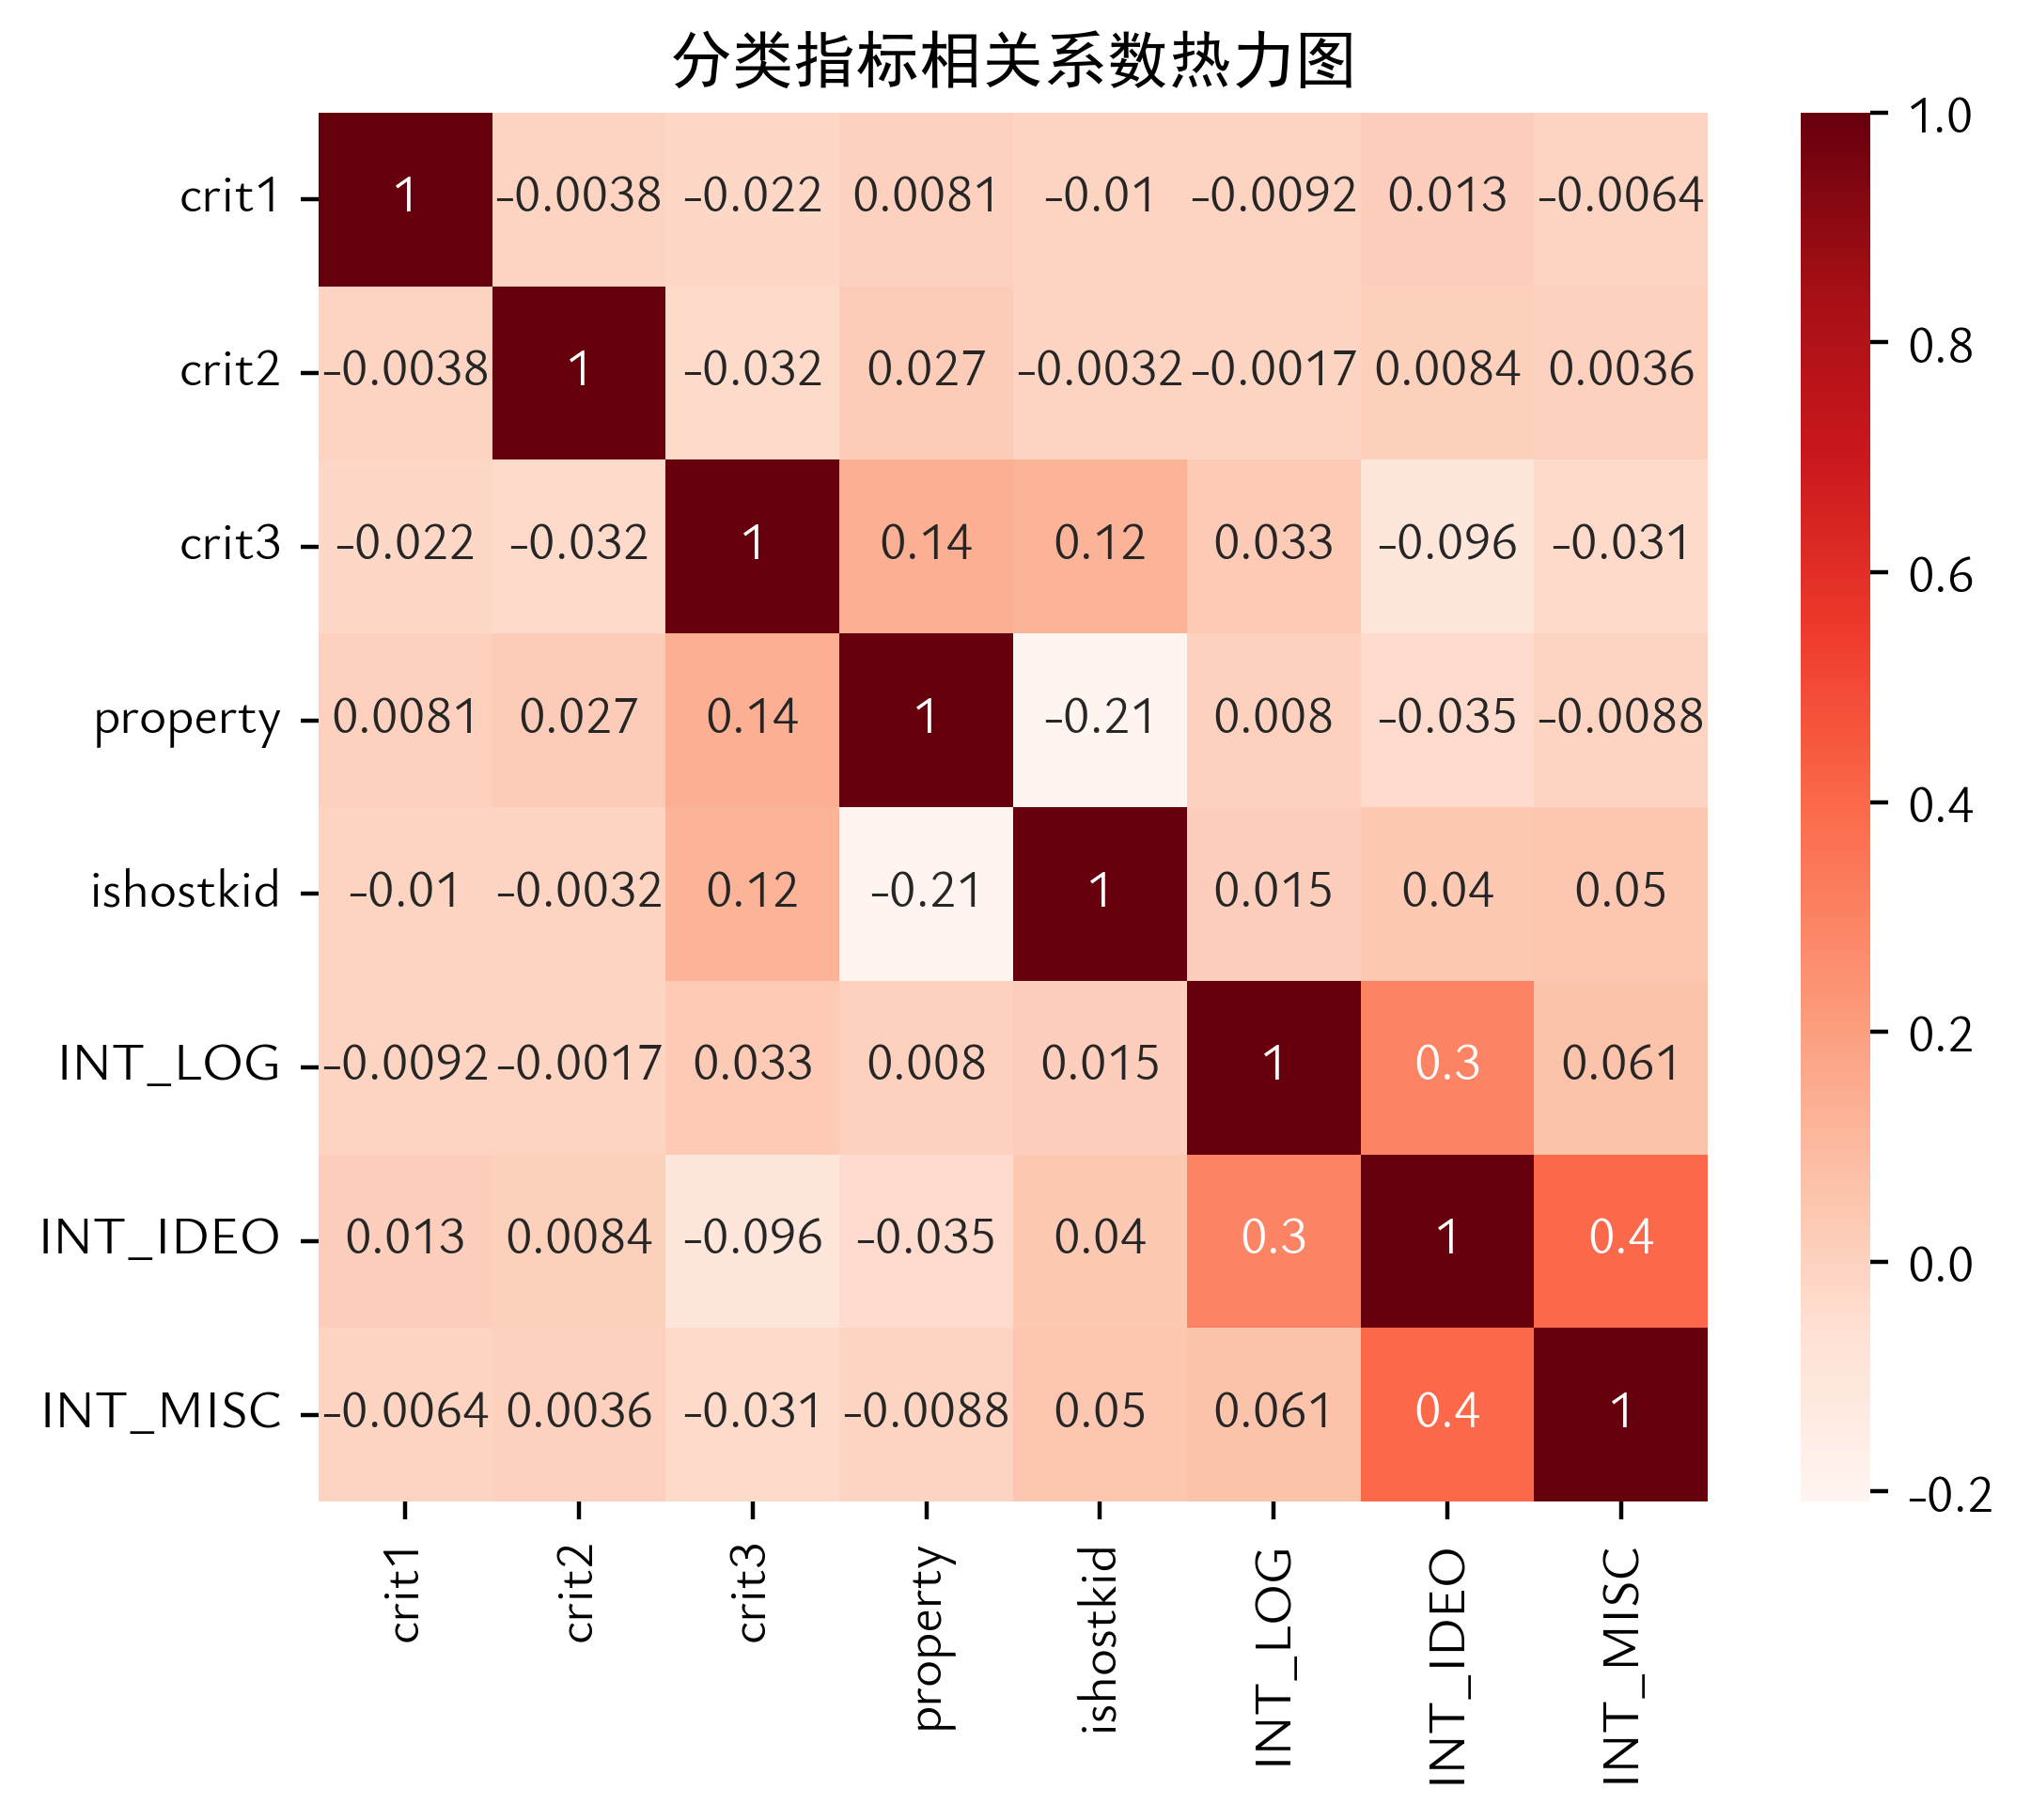 分类指标相关系数热力图
crit1 1 -0.0038 -0.022 0.0081 -0.01 -0.0092 0.013 -0.0064
crit2 -0.0038 1 -0.032 0.027 -0.0032 -0.0017 0.0084 0.0036
crit3 -0.022 -0.032 1 0.14 0.12 0.033 -0.096 -0.031
property 0.0081 0.027 0.14 1 -0.21 0.008 -0.035 -0.0088
ishostkid -0.01 -0.0032 0.12 -0.21 1 0.015 0.04 0.05
INT_LOG -0.0092 -0.0017 0.033 0.008 0.015 1 0.3 0.061
INT_IDEO 0.013 0.0084 -0.096 -0.035 0.04 0.3 1 0.4
INT_MISC -0.0064 0.0036 -0.031 -0.0088 0.05 0.061 0.4 1
crit1 crit2 crit3 property ishostkid INT_LOG INT_IDEO INT_MISC
1.0
0.8
0.6
0.4
0.2
0.0
-0.2